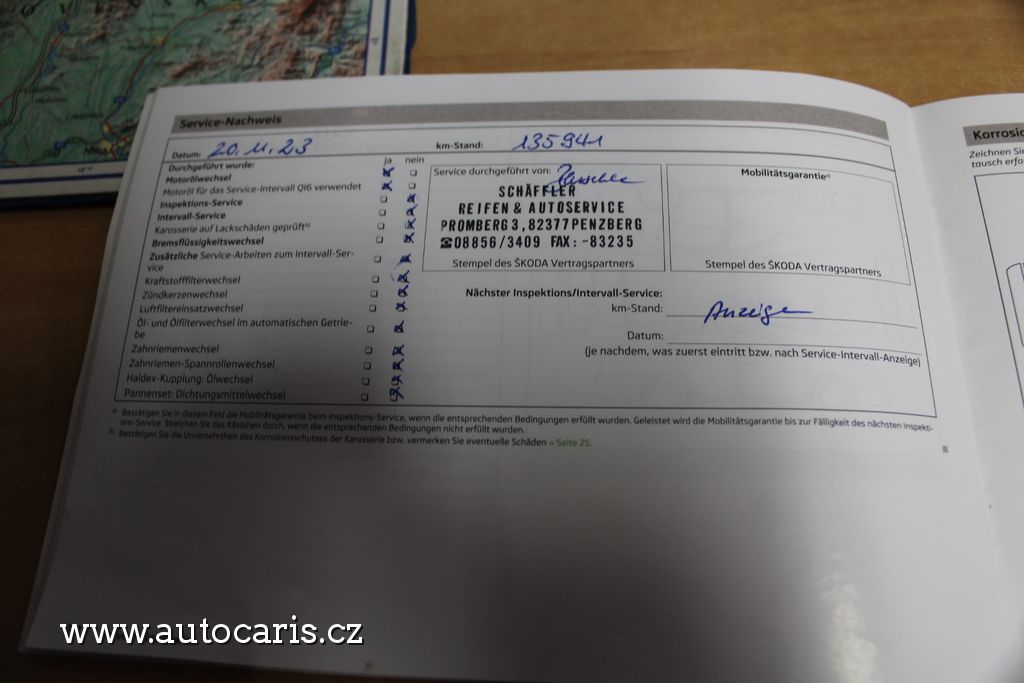 Service-Nachweis
Datum: 20.11.23 km-Stand: 135941
Durchgeführt wurde: ja nein
Motorölwechsel
Motoröl für das Service-Intervall QI6 verwendet
Inspektions-Service
Intervall-Service
Karosserie auf Lackschäden geprüft
Bremsflüssigkeitswechsel
Zusätzliche Service-Arbeiten zum Intervall-Ser-
vice
Kraftstofffilterwechsel
Zündkerzenwechsel
Luftfiltereinsatzwechsel
Öl- und Ölfilterwechsel im automatischen Getrie-
be
Zahnriemenwechsel
Zahnriemen-Spannrollenwechsel
Haldex-Kupplung: Ölwechsel
Pannenset: Dichtungsmittelwechsel
Service durchgeführt von:
SCHÄFFLER
REIFEN & AUTOSERVICE
PROMBERG 3, 82377 PENZBERG
☎08856/3409 FAX: -83235
Stempel des ŠKODA Vertragspartners
Mobilitätsgarantie
Stempel des ŠKODA Vertragspartners
Nächster Inspektions/Intervall-Service:
km-Stand: Anzeige
Datum:
(je nachdem, was zuerst eintritt bzw. nach Service-Intervall-Anzeige)
a) Bestätigen Sie in diesem Feld die Mobilitätsgarantie beim Inspektions-Service, wenn die entsprechenden Bedingungen erfüllt wurden. Geleistet wird die Mobilitätsgarantie bis zur Fälligkeit des nächsten Inspekti-
ons-Service. Streichen Sie das Kästchen durch, wenn die entsprechenden Bedingungen nicht erfüllt wurden.
b) Bestätigen Sie die Unversehrtheit des Korrosionsschutzes der Karosserie bzw. vermerken Sie eventuelle Schäden » Seite 25.
Korrosio
Zeichnen Sie
tausch erfo
www.autocaris.cz